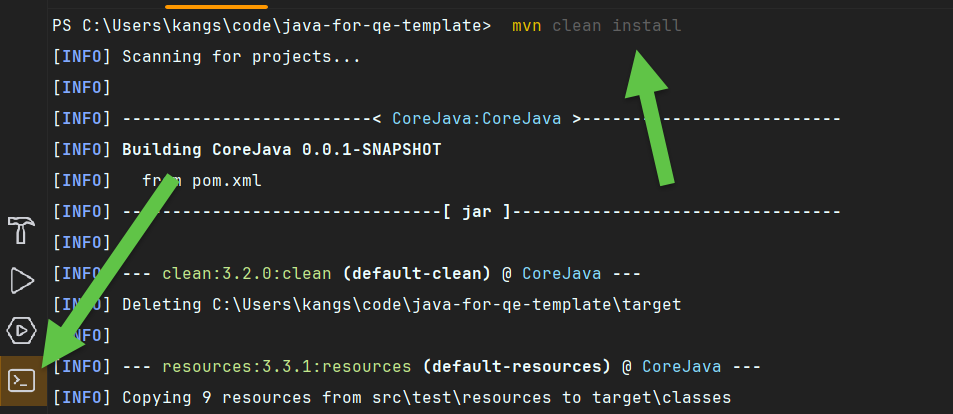 PS C:\Users\kangs\code\java-for-qe-template>  mvn clean install
[INFO] Scanning for projects...
[INFO]
[INFO] -------------------------< CoreJava:CoreJava >--------------------------
[INFO] Building CoreJava 0.0.1-SNAPSHOT
[INFO]   from pom.xml
[INFO] --------------------------------[ jar ]---------------------------------
[INFO]
[INFO] --- clean:3.2.0:clean (default-clean) @ CoreJava ---
[INFO] Deleting C:\Users\kangs\code\java-for-qe-template\target
[INFO]
[INFO] --- resources:3.3.1:resources (default-resources) @ CoreJava ---
[INFO] Copying 9 resources from src\test\resources to target\classes